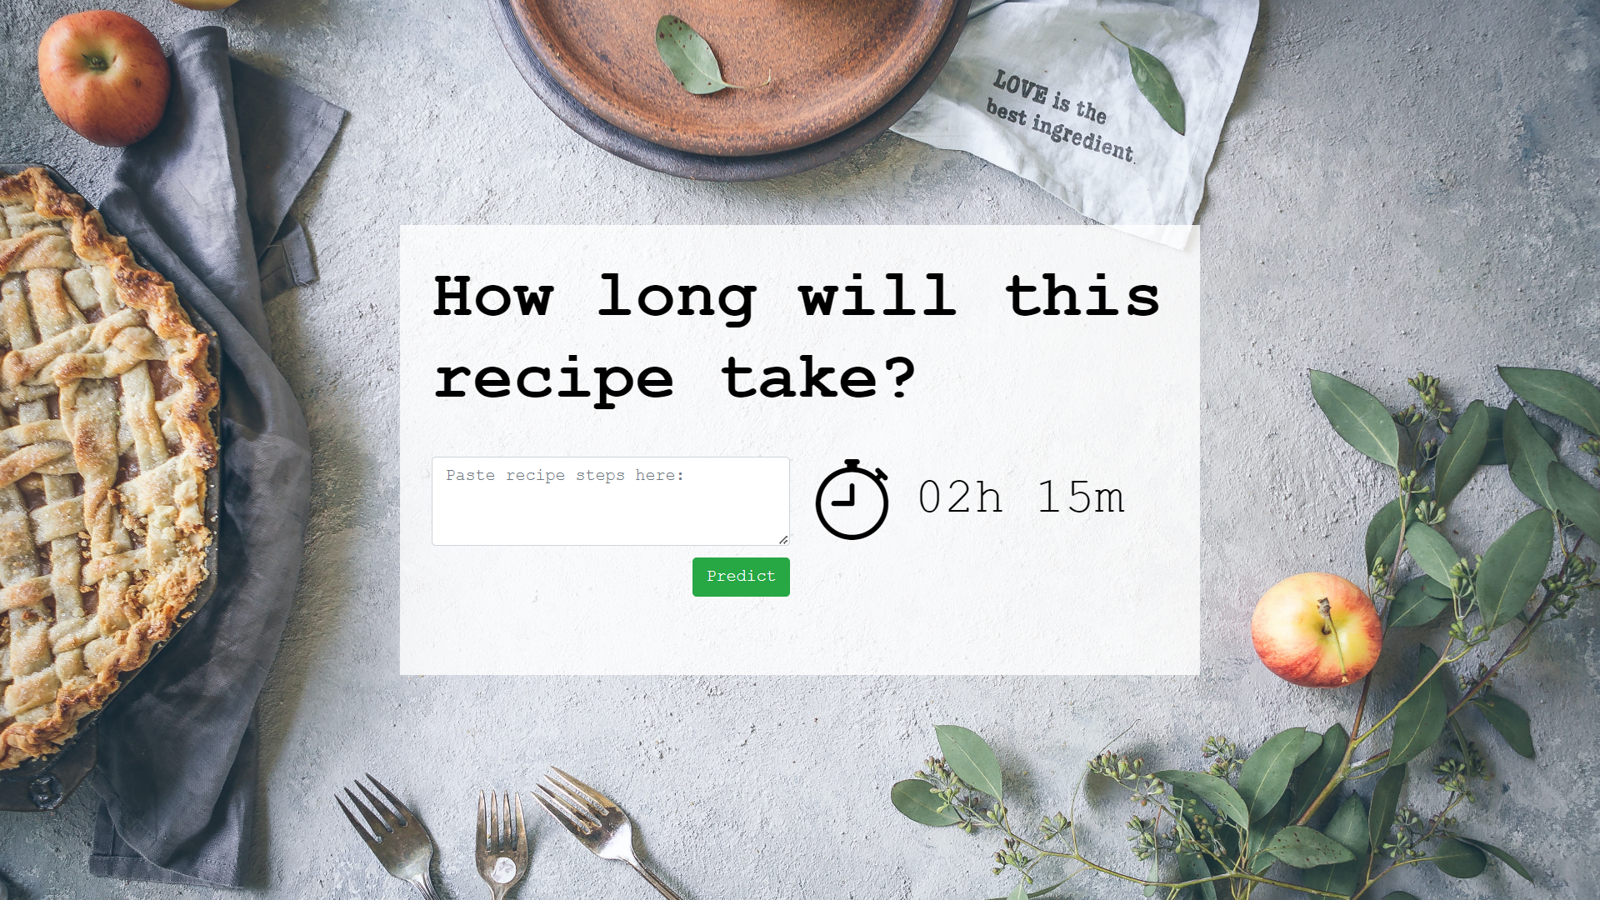 LOVE is the
best ingredient.
How long will this
recipe take?
Paste recipe steps here:
02h 15m
Predict